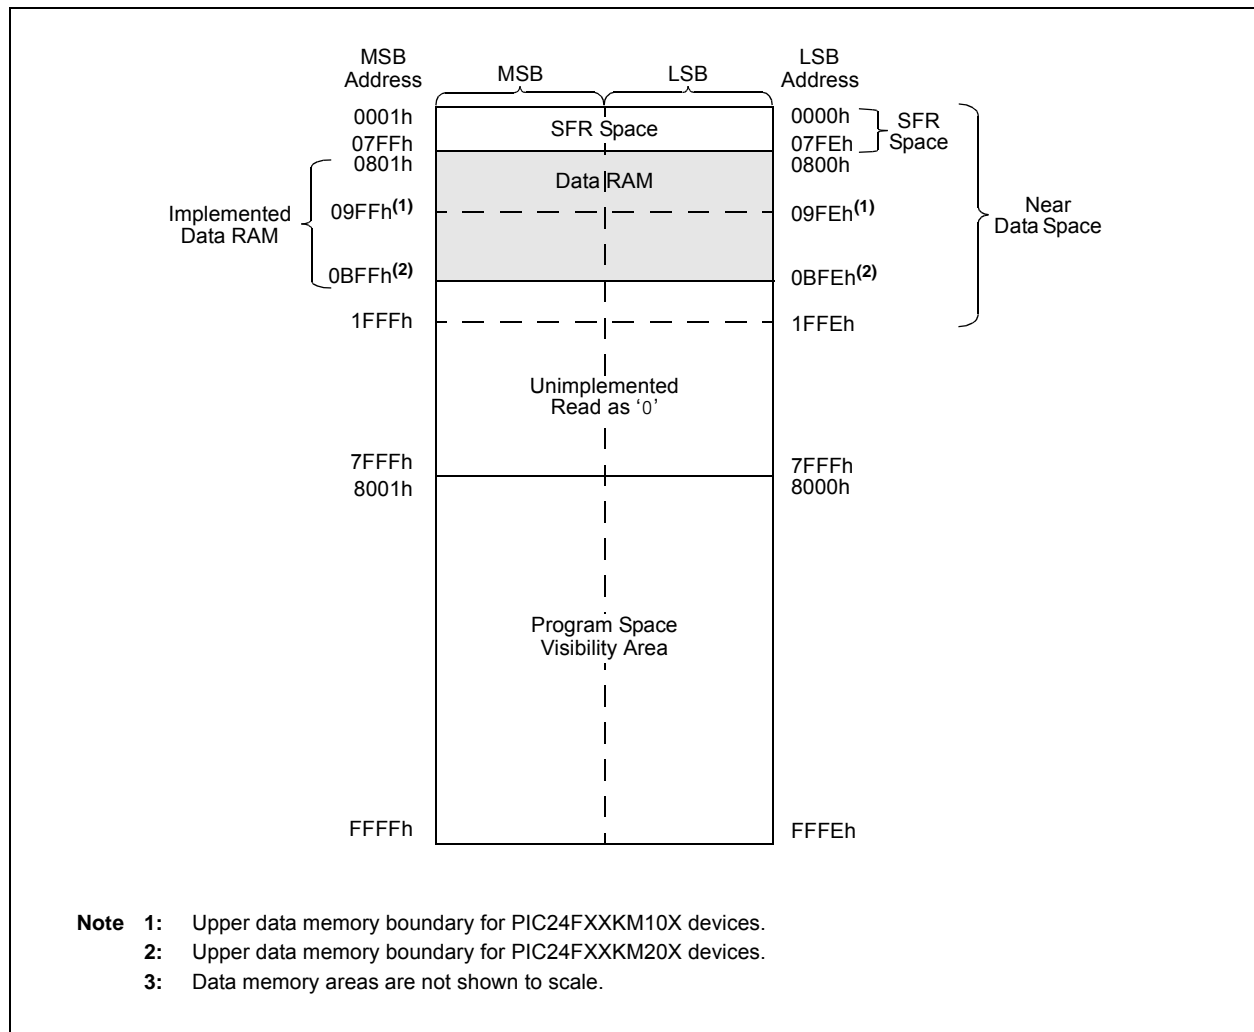 MSB
Address
MSB
LSB
LSB
Address
0001h
SFR Space
0000h
SFR
Space
07FFh
07FEh
0801h
0800h
Data RAM
Implemented
Data RAM
09FFh(1)
09FEh(1)
Near
Data Space
0BFFh(2)
0BFEh(2)
1FFFh
1FFEh
Unimplemented
Read as ‘0’
7FFFh
7FFFh
8001h
8000h
Program Space
Visibility Area
FFFFh
FFFEh
Note 1: Upper data memory boundary for PIC24FXXKM10X devices.
2: Upper data memory boundary for PIC24FXXKM20X devices.
3: Data memory areas are not shown to scale.